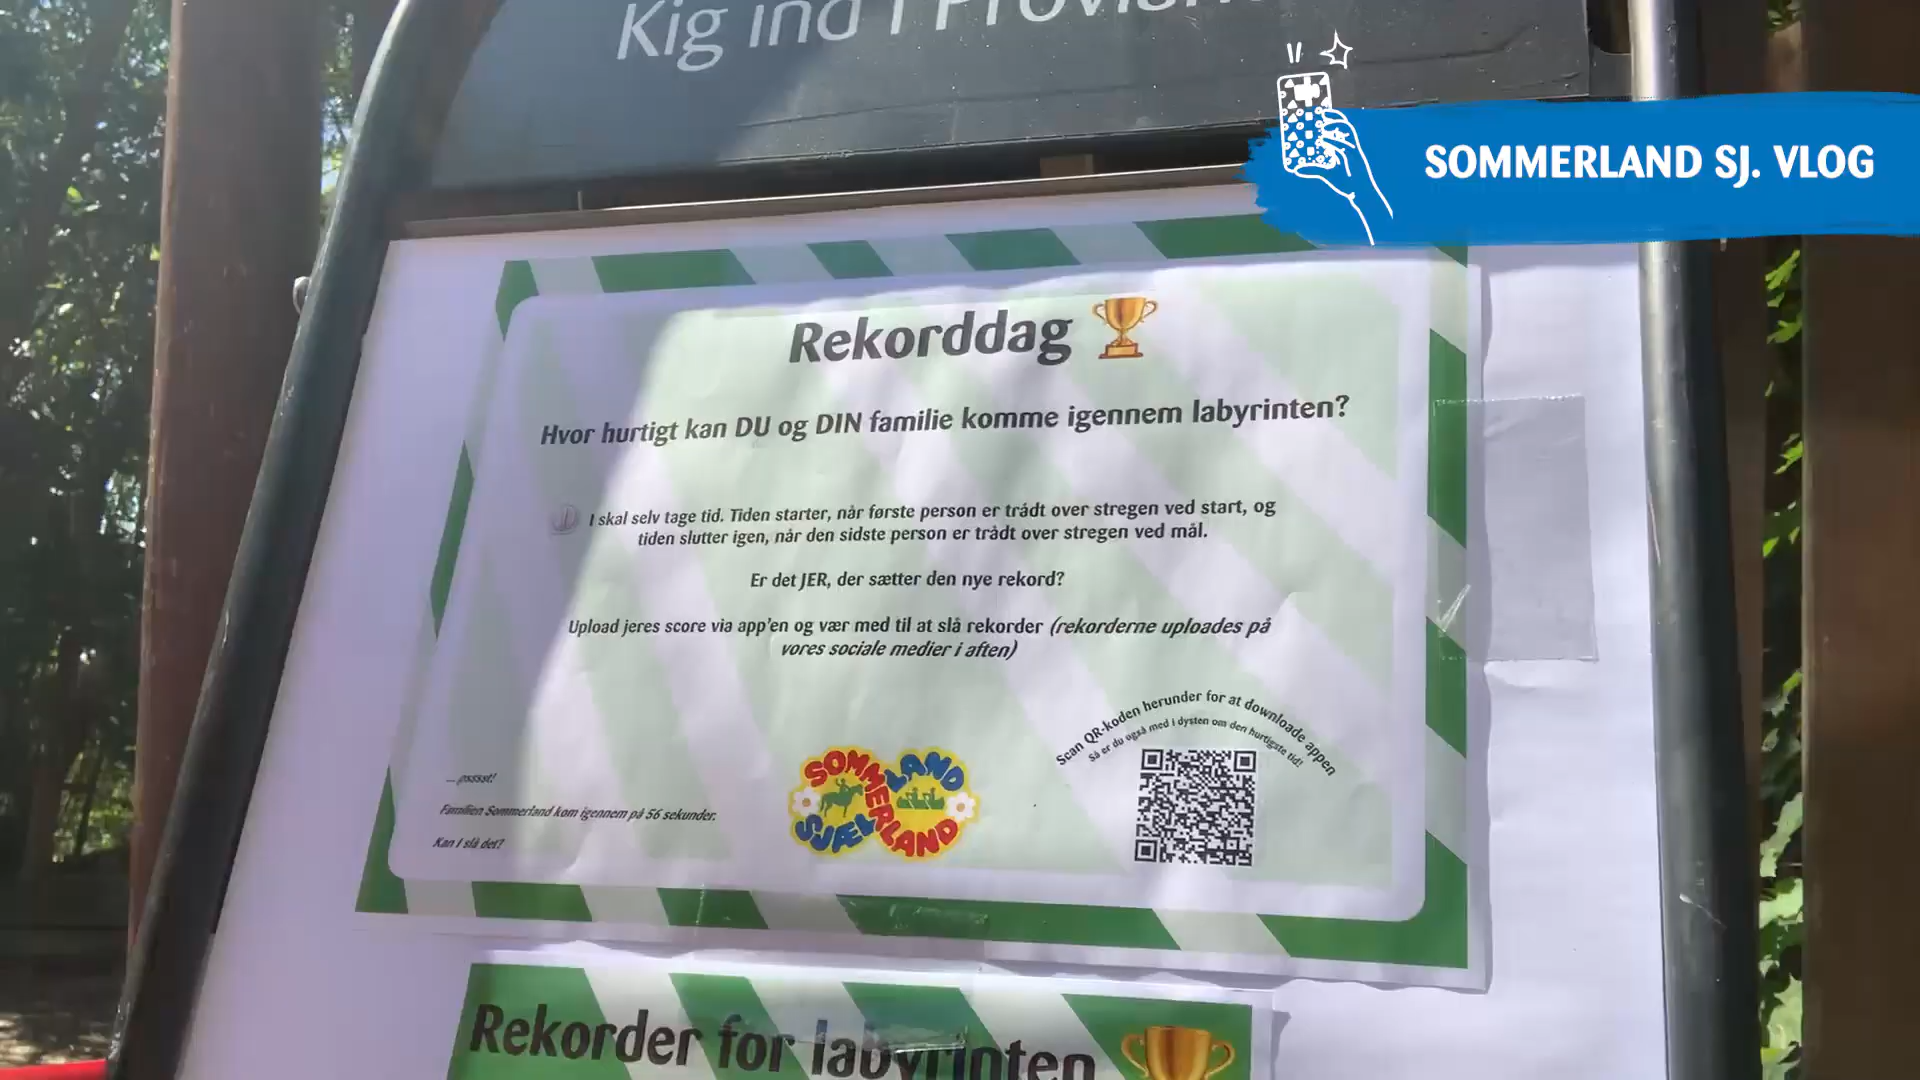 Kig ind i
SOMMERLAND SJ. VLOG
Rekorddag
Hvor hurtigt kan DU og DIN familie komme igennem labyrinten?
I skal selv tage tid. Tiden starter, når første person er trådt over stregen ved start, og
tiden slutter igen, når den sidste person er trådt over stregen ved mål.
Er det JER, der sætter den nye rekord?
Upload jeres score via app'en og vær med til at slå rekorder (rekorderne uploades på
vores sociale medier i aften)
Scan QR-koden herunder for at downloade appen
Så er du også med i dysten om den hurtigste tid!
... psssst!
Familien Sommerland kom igennem på 56 sekunder.
Kan I slå det?
SOMMERLAND
SJÆLLAND
Rekorder for labyrinten